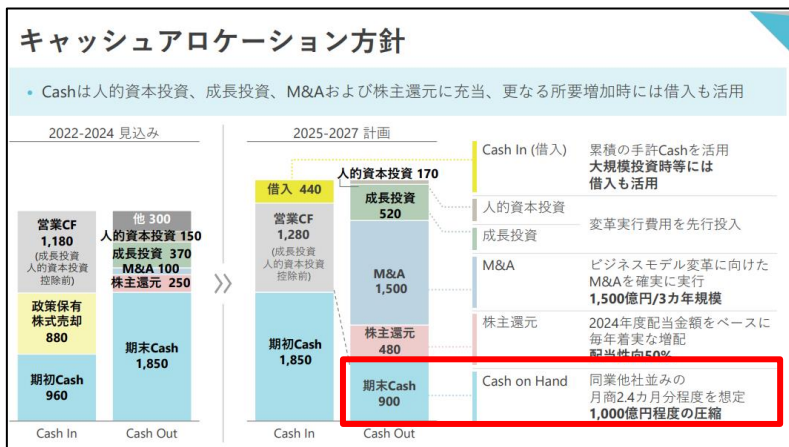 キャッシュアロケーション方針
• Cashは人的資本投資、成長投資、M&Aおよび株主還元に充当、更なる所要増加時には借入も活用
2022-2024 見込み
営業CF
1,180
(成長投資
人的資本投資
控除前)
政策保有
株式売却
880
期初Cash
960
Cash In
他 300
人的資本投資 150
成長投資 370
M&A 100
株主還元 250
期末Cash
1,850
Cash Out
2025-2027 計画
借入 440
営業CF
1,280
(成長投資
人的資本投資
控除前)
期初Cash
1,850
Cash In
人的資本投資 170
成長投資
520
M&A
1,500
株主還元
480
期末Cash
900
Cash Out
Cash In (借入)
累積の手許Cashを活用
大規模投資時等には
借入も活用
人的資本投資
成長投資
変革実行費用を先行投入
M&A
ビジネスモデル変革に向けた
M&Aを確実に実行
1,500億円/3カ年規模
株主還元
2024年度配当金額をベースに
毎年着実な増配
配当性向50%
Cash on Hand
同業他社並みの
月商2.4カ月分程度を想定
1,000億円程度の圧縮